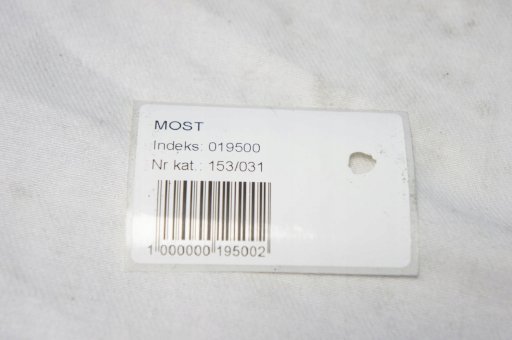 MOST
Indeks: 019500
Nr kat.: 153/031
1 000000 195002